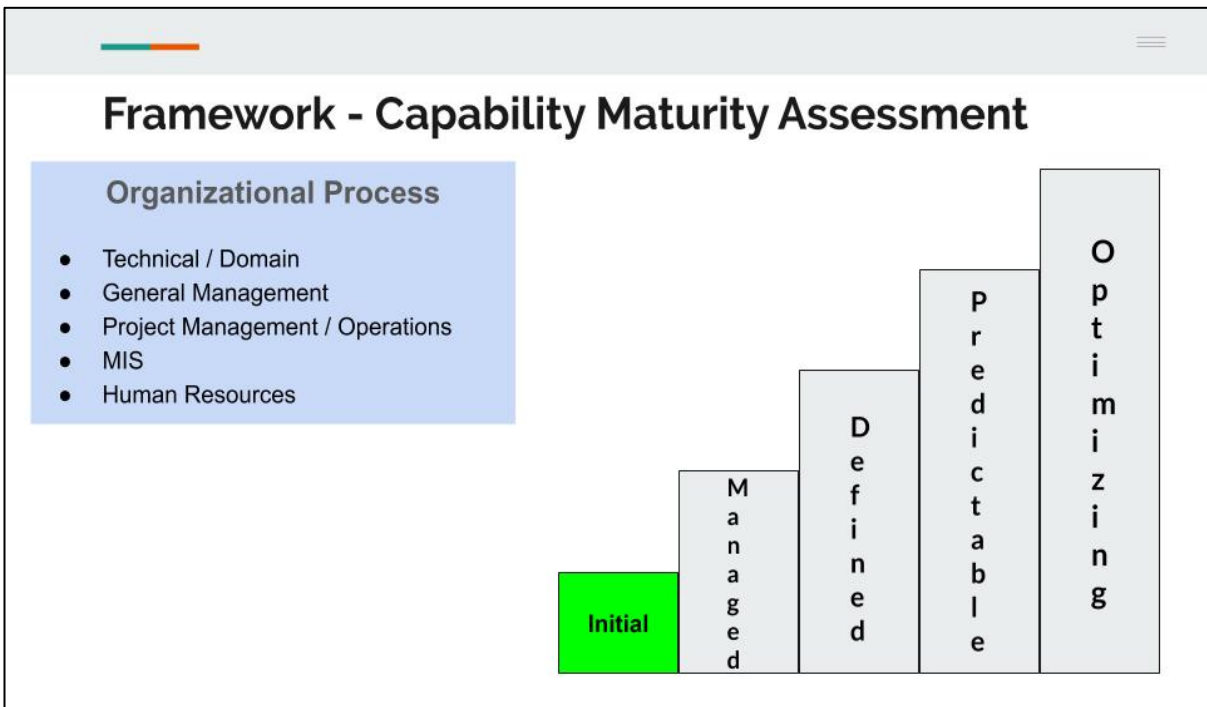 Framework - Capability Maturity Assessment
Organizational Process
● Technical / Domain
● General Management
● Project Management / Operations
● MIS
● Human Resources
Initial
Managed
Defined
Predictable
Optimizing